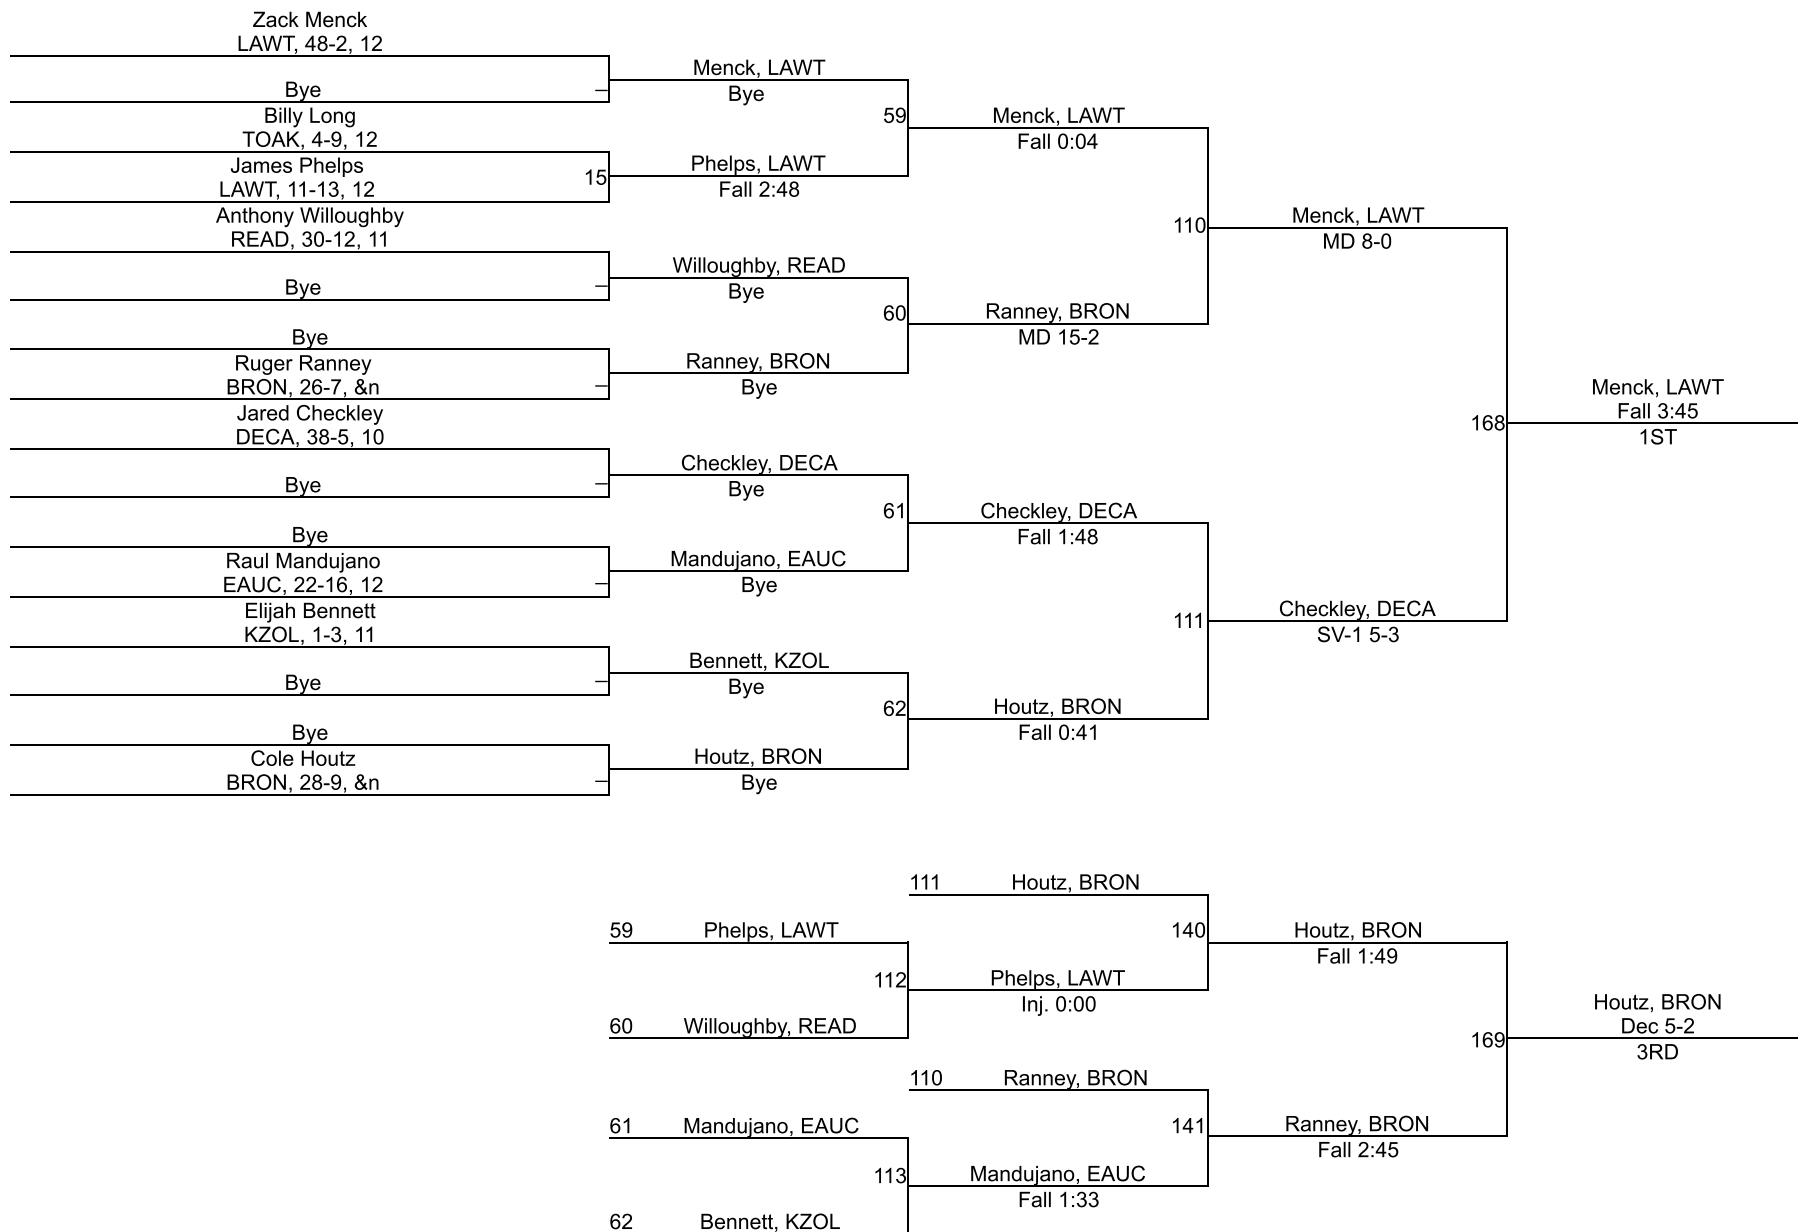 Zack Menck
LAWT, 48-2, 12
Bye
–
Billy Long
TOAK, 4-9, 12
James Phelps
LAWT, 11-13, 12
15
Anthony Willoughby
READ, 30-12, 11
Bye
–
Bye
Ruger Ranney
BRON, 26-7, &n
–
Jared Checkley
DECA, 38-5, 10
Bye
–
Bye
Raul Mandujano
EAUC, 22-16, 12
–
Elijah Bennett
KZOL, 1-3, 11
Bye
–
Bye
Cole Houtz
BRON, 28-9, &n
–
Menck, LAWT
Bye
59
Phelps, LAWT
Fall 2:48
Willoughby, READ
Bye
60
Ranney, BRON
Bye
Checkley, DECA
Bye
61
Mandujano, EAUC
Bye
Bennett, KZOL
Bye
62
Houtz, BRON
Bye
Menck, LAWT
Fall 0:04
110
Ranney, BRON
MD 15-2
Checkley, DECA
Fall 1:48
111
Houtz, BRON
Fall 0:41
Menck, LAWT
MD 8-0
168
Checkley, DECA
SV-1 5-3
Menck, LAWT
Fall 3:45
1ST
59 Phelps, LAWT
112
60 Willoughby, READ
61 Mandujano, EAUC
113
62 Bennett, KZOL
111 Houtz, BRON
140
Phelps, LAWT
Inj. 0:00
110 Ranney, BRON
141
Mandujano, EAUC
Fall 1:33
Houtz, BRON
Fall 1:49
169
Ranney, BRON
Fall 2:45
Houtz, BRON
Dec 5-2
3RD